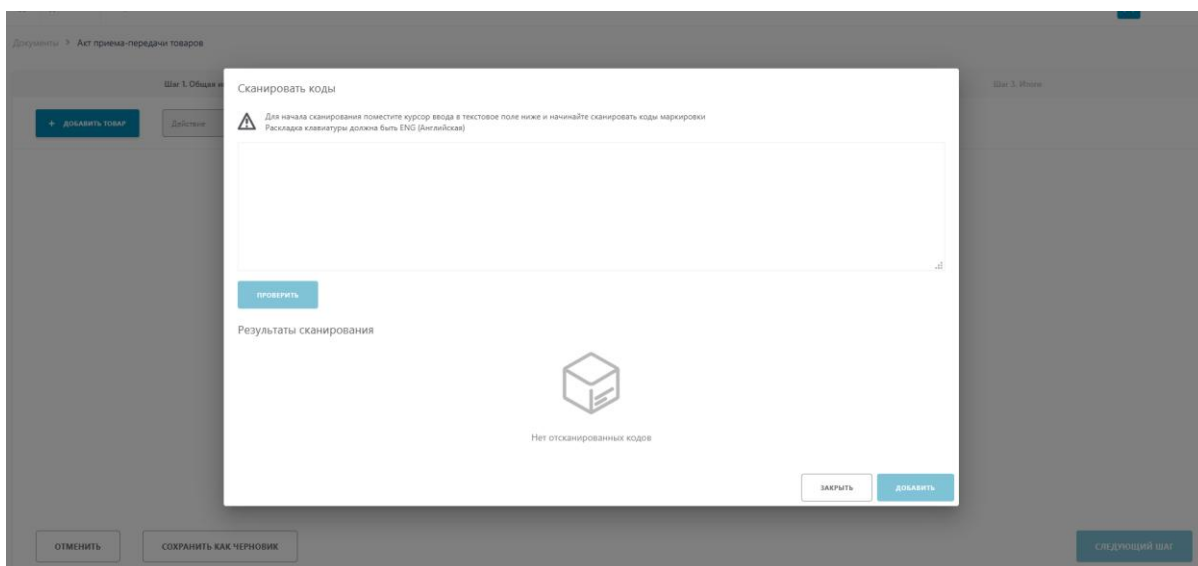 Документы > Акт приема-передачи товаров
Шаг 1. Общая
Шаг 3. Итоги
+ ДОБАВИТЬ ТОВАР
Действие
Сканировать коды
Для начала сканирования поместите курсор ввода в текстовое поле ниже и начинайте сканировать коды маркировки
Раскладка клавиатуры должна быть ENG (Английская)
ПРОВЕРИТЬ
Результаты сканирования
Нет отсканированных кодов
ЗАКРЫТЬ
ДОБАВИТЬ
ОТМЕНИТЬ
СОХРАНИТЬ КАК ЧЕРНОВИК
СЛЕДУЮЩИЙ ШАГ